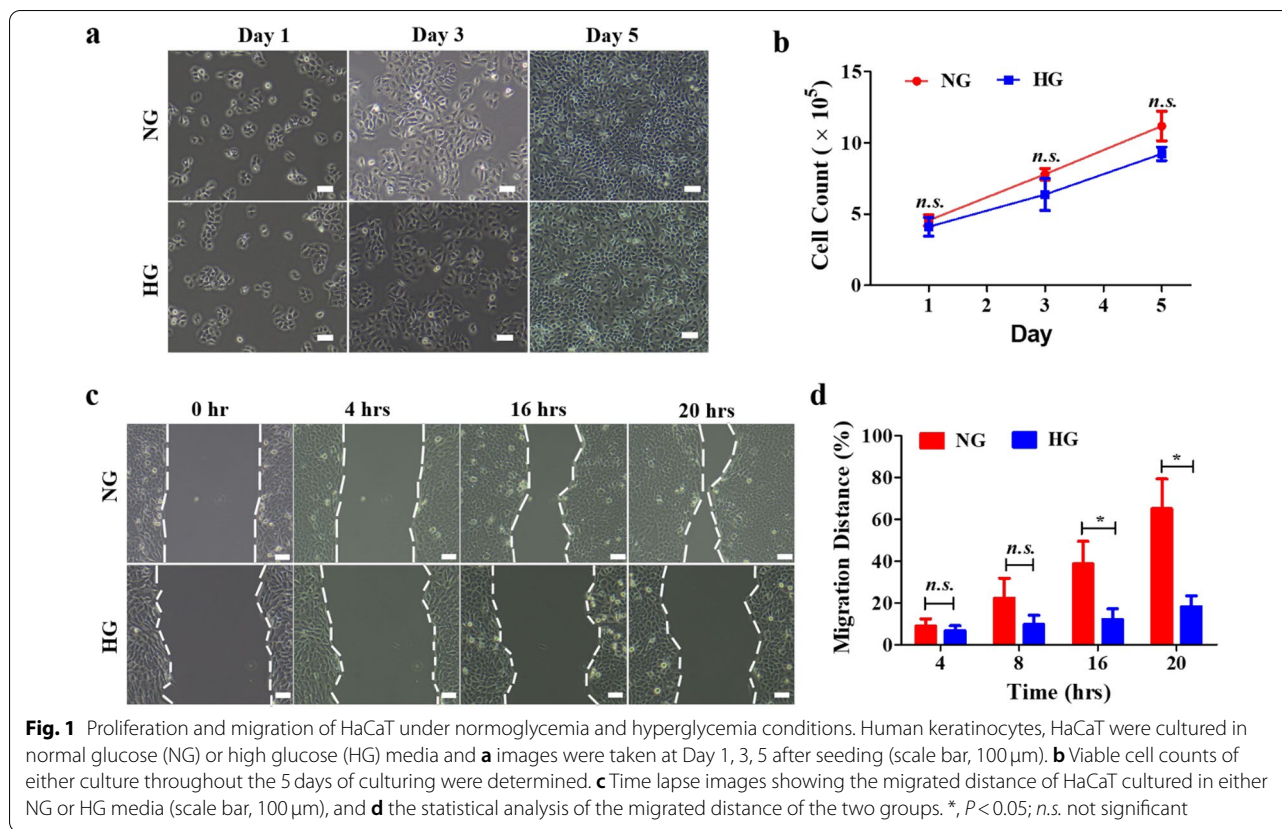 a
Day 1 Day 3 Day 5
NG
HG
b
NG HG
Cell Count ( × 10⁵)
15
10
5
0
n.s.
n.s.
n.s.
1 2 3 4 5
Day
c
0 hr 4 hrs 16 hrs 20 hrs
NG
HG
d
NG HG
Migration Distance (%)
100
80
60
40
20
0
n.s.
n.s.
*
*
4 8 16 20
Time (hrs)
Fig. 1 Proliferation and migration of HaCaT under normoglycemia and hyperglycemia conditions. Human keratinocytes, HaCaT were cultured in
normal glucose (NG) or high glucose (HG) media and a images were taken at Day 1, 3, 5 after seeding (scale bar, 100 μm). b Viable cell counts of
either culture throughout the 5 days of culturing were determined. c Time lapse images showing the migrated distance of HaCaT cultured in either
NG or HG media (scale bar, 100 μm), and d the statistical analysis of the migrated distance of the two groups. *, P < 0.05; n.s. not significant